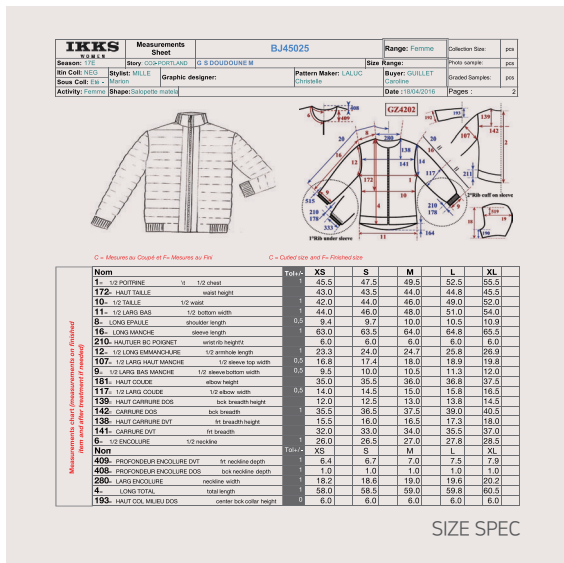 IKKS
WOMEN
Measurements
Sheet
BJ45025
Range: Femme
Collection Size: pcs
Season: 17E
Story: CO2-PORTLAND
G S DOUDOUNE M
Size Range:
Photo sample: pcs
Itin Coll: NEG
Sous Coll: Eté -
Stylist: MILLE
Marion
Graphic designer:
Pattern Maker: LALUC
Christelle
Buyer: GUILLET
Caroline
Graded Samples: pcs
Activity: Femme
Shape: Salopette matela
Date :18/04/2016
Pages : 2
GZ4202
1"Rib under sleeve
2"Rib cuff on sleeve
C = Mesures au Coupé et F= Mesures au Fini
C = Cutted size and F= Finished size
Measurements chart (measurements on finished
item and after treatment if needed)
Nom Tol+/- XS S M L XL
1= 1/2 POITRINE \t 1/2 chest 1 45.5 47.5 49.5 52.5 55.5
172= HAUT TAILLE waist height 43.0 43.5 44.0 44.8 45.5
10= 1/2 TAILLE 1/2 waist 1 42.0 44.0 46.0 49.0 52.0
11= 1/2 LARG BAS 1/2 bottom width 1 44.0 46.0 48.0 51.0 54.0
8= LONG EPAULE shoulder length 0,5 9.4 9.7 10.0 10.5 10.9
16= LONG MANCHE sleeve length 1 63.0 63.5 64.0 64.8 65.5
210= HAUTUER BC POIGNET wrist rib height\t 6.0 6.0 6.0 6.0 6.0
12= 1/2 LONG EMMANCHURE 1/2 armhole length 1 23.3 24.0 24.7 25.8 26.9
107= 1/2 LARG HAUT MANCHE 1/2 sleeve top width 0,5 16.8 17.4 18.0 18.9 19.8
9= 1/2 LARG BAS MANCHE 1/2 sleeve bottom width 0,5 9.5 10.0 10.5 11.3 12.0
181= HAUT COUDE elbow height 35.0 35.5 36.0 36.8 37.5
117= 1/2 LARG COUDE 1/2 elbow width 0,5 14.0 14.5 15.0 15.8 16.5
139= HAUT CARRURE DOS bck breadth height 12.0 12.5 13.0 13.8 14.5
142= CARRURE DOS bck breadth 1 35.5 36.5 37.5 39.0 40.5
138= HAUT CARRURE DVT frt breadth height 15.5 16.0 16.5 17.3 18.0
141= CARRURE DVT frt breadth 32.0 33.0 34.0 35.5 37.0
6= 1/2 ENCOLURE 1/2 neckline 1 26.0 26.5 27.0 27.8 28.5
Nom Tol+/- XS S M L XL
409= PROFONDEUR ENCOLURE DVT frt neckline depth 1 6.4 6.7 7.0 7.5 7.9
408= PROFONDEUR ENCOLURE DOS bck neckline depth 1 1.0 1.0 1.0 1.0 1.0
280= LARG ENCOLURE neckline width 1 18.2 18.6 19.0 19.6 20.2
4= LONG TOTAL total length 1 58.0 58.5 59.0 59.8 60.5
193= HAUT COL MILIEU DOS center bck collar height 0 6.0 6.0 6.0 6.0 6.0
SIZE SPEC